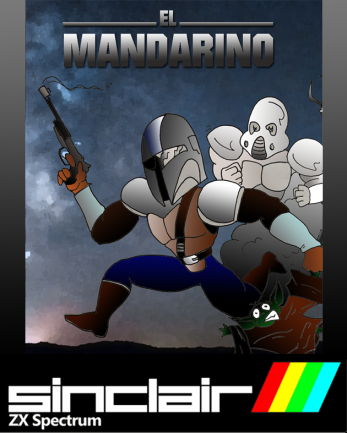 EL
MANDARINO
sinclair
ZX Spectrum